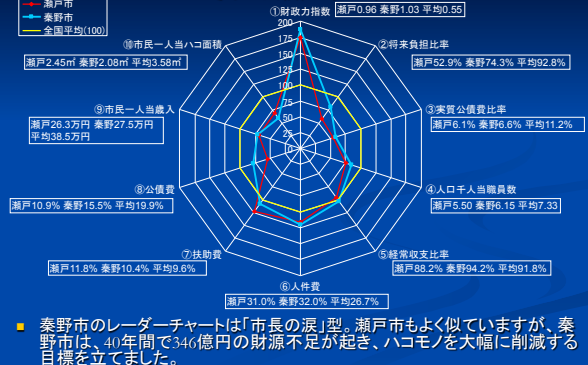 瀬戸市
秦野市
全国平均(100)
①財政力指数
瀬戸0.96 秦野1.03 平均0.55
200
175
150
125
100
75
50
25
0
②将来負担比率
瀬戸52.9% 秦野74.3% 平均92.8%
③実質公債費比率
瀬戸6.1% 秦野6.6% 平均11.2%
④人口千人当職員数
瀬戸5.50 秦野6.15 平均7.33
⑤経常収支比率
瀬戸88.2% 秦野94.2% 平均91.8%
⑥人件費
瀬戸31.0% 秦野32.0% 平均26.7%
⑦扶助費
瀬戸11.8% 秦野10.4% 平均9.6%
⑧公債費
瀬戸10.9% 秦野15.5% 平均19.9%
⑨市民一人当歳入
瀬戸26.3万円 秦野27.5万円
平均38.5万円
⑩市民一人当ハコ面積
瀬戸2.45㎡ 秦野2.08㎡ 平均3.58㎡
秦野市のレーダーチャートは「市長の涙」型。瀬戸市もよく似ていますが、秦
野市は、40年間で346億円の財源不足が起き、ハコモノを大幅に削減する
目標を立てました。